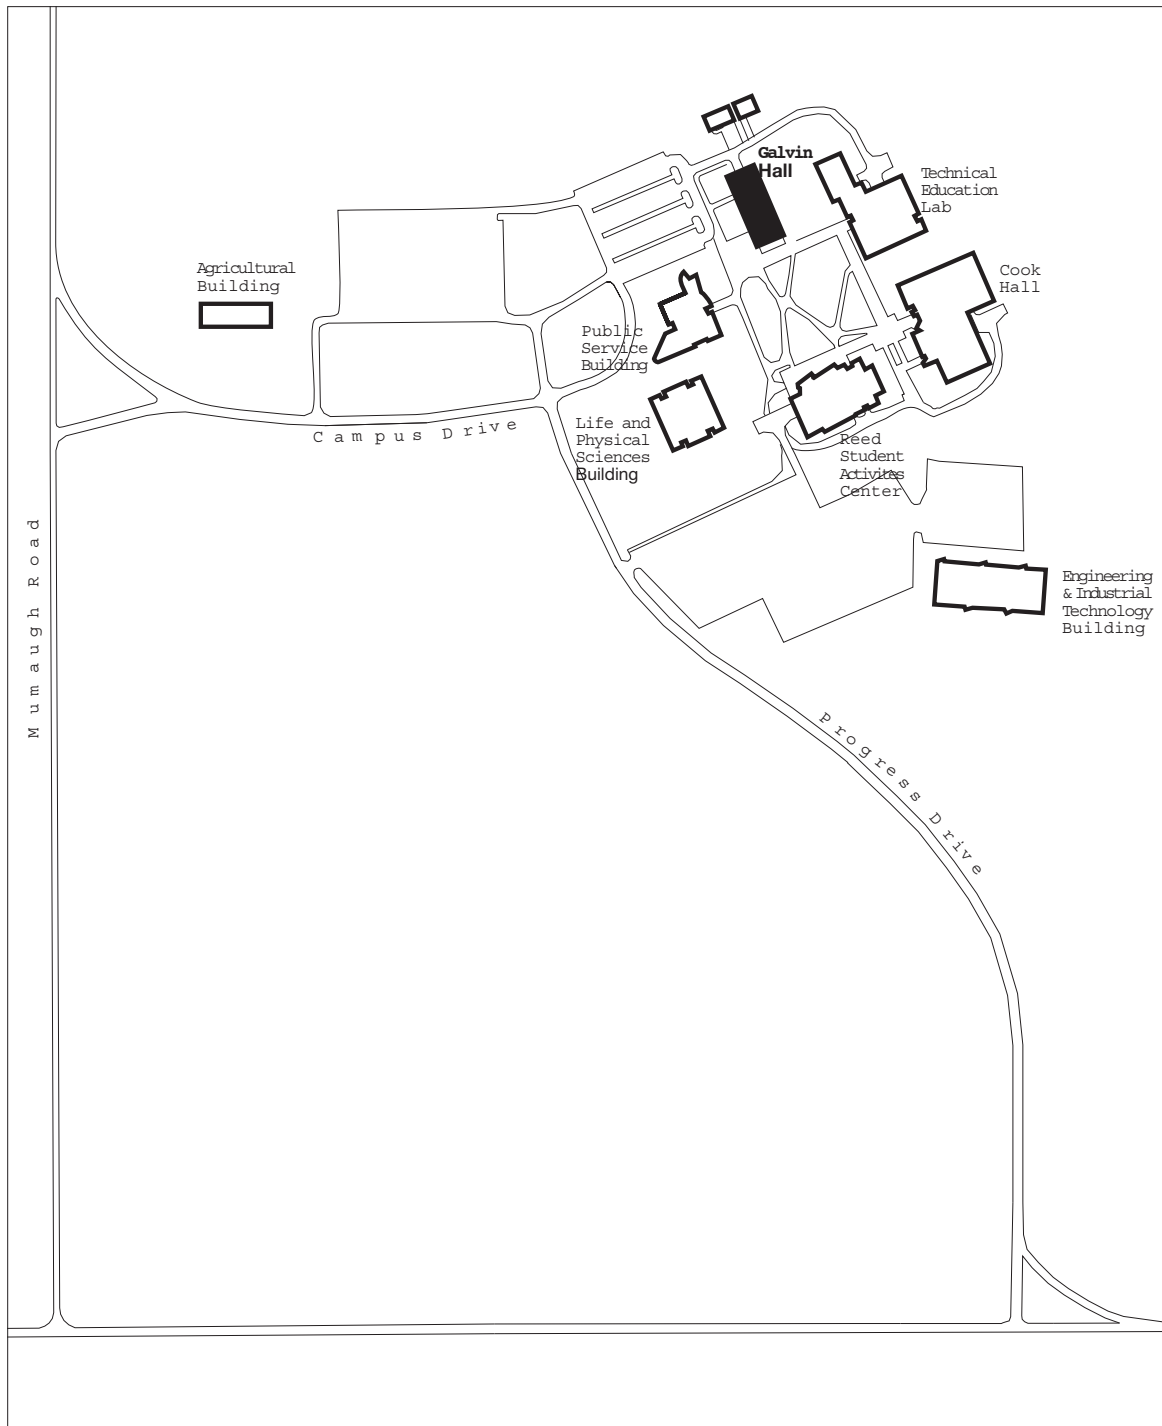 Galvin
Hall
Technical
Education
Lab
Agricultural
Building
Cook
Hall
Public
Service
Building
Life and
Physical
Sciences
Building
Campus Drive
Reed
Student
Activites
Center
Mumaugh Road
Engineering
& Industrial
Technology
Building
Progress Drive